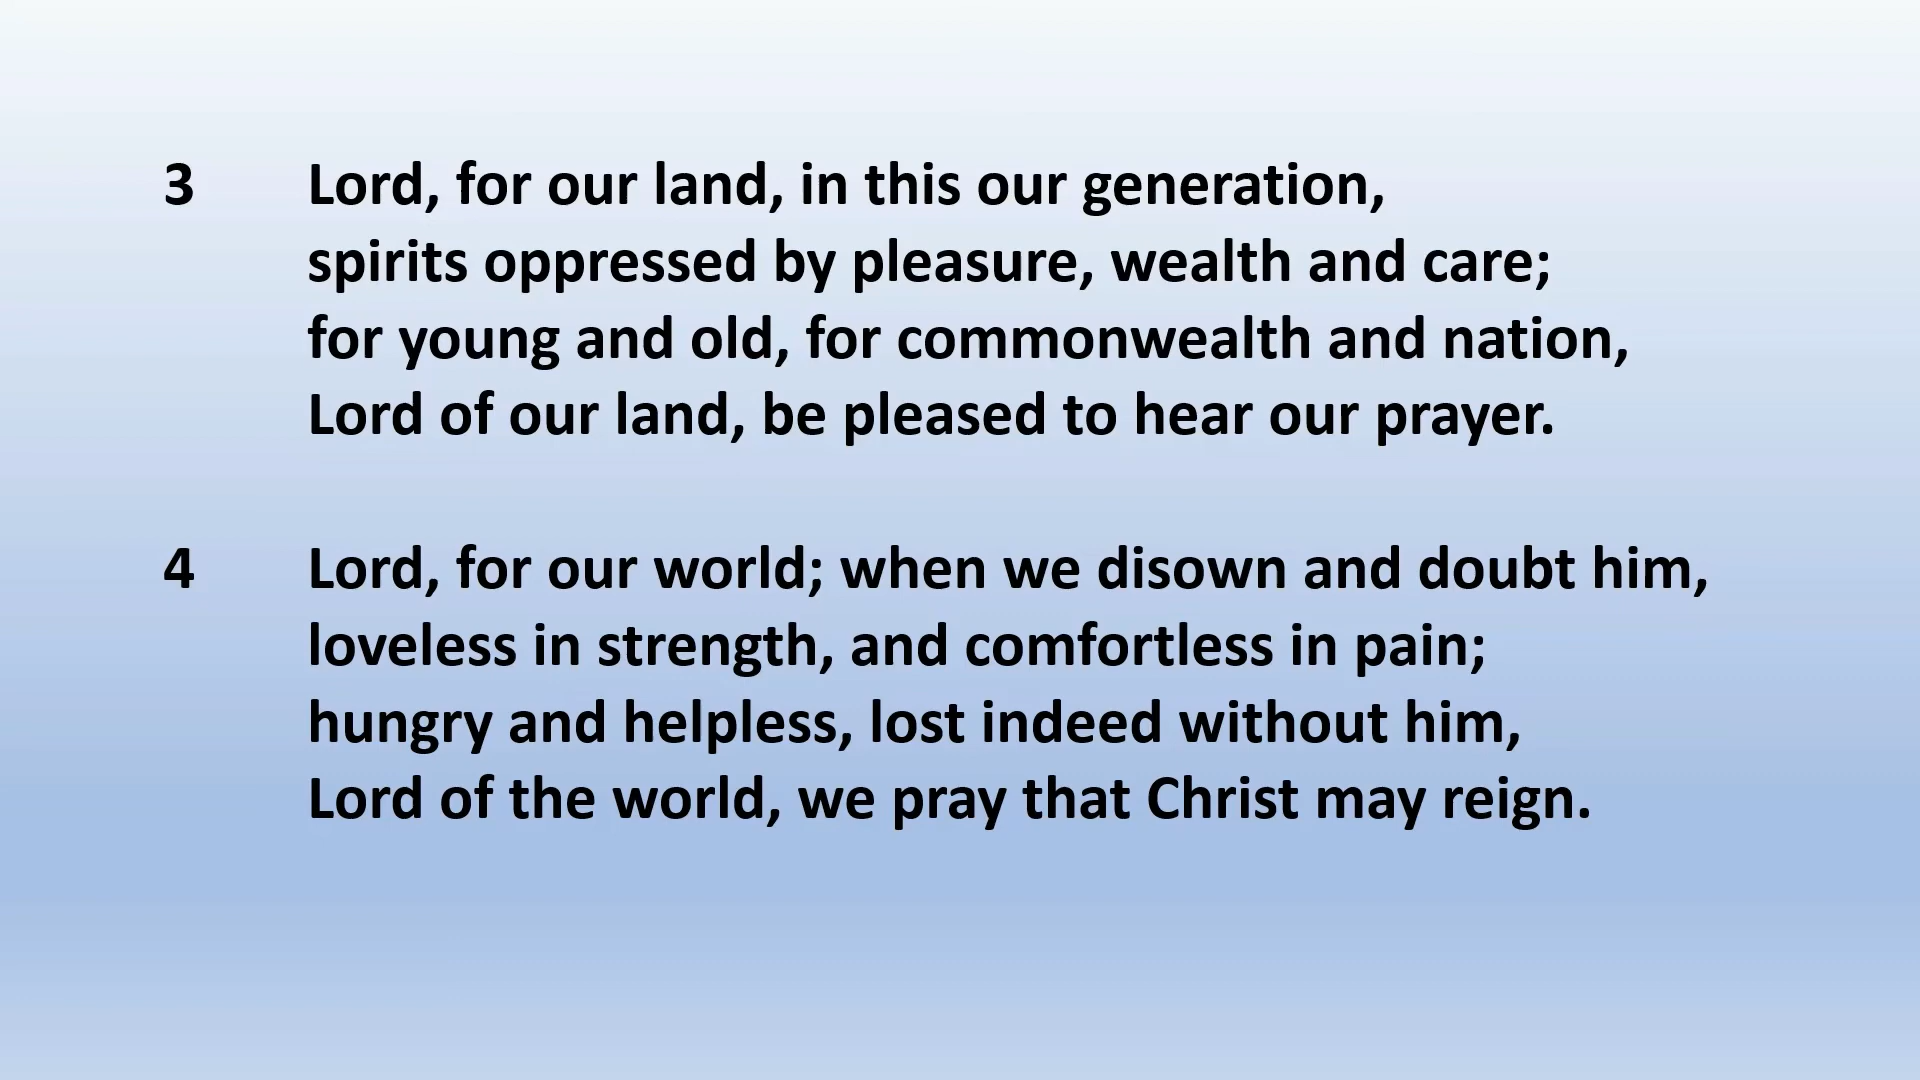 3 Lord, for our land, in this our generation,
spirits oppressed by pleasure, wealth and care;
for young and old, for commonwealth and nation,
Lord of our land, be pleased to hear our prayer.
4 Lord, for our world; when we disown and doubt him,
loveless in strength, and comfortless in pain;
hungry and helpless, lost indeed without him,
Lord of the world, we pray that Christ may reign.